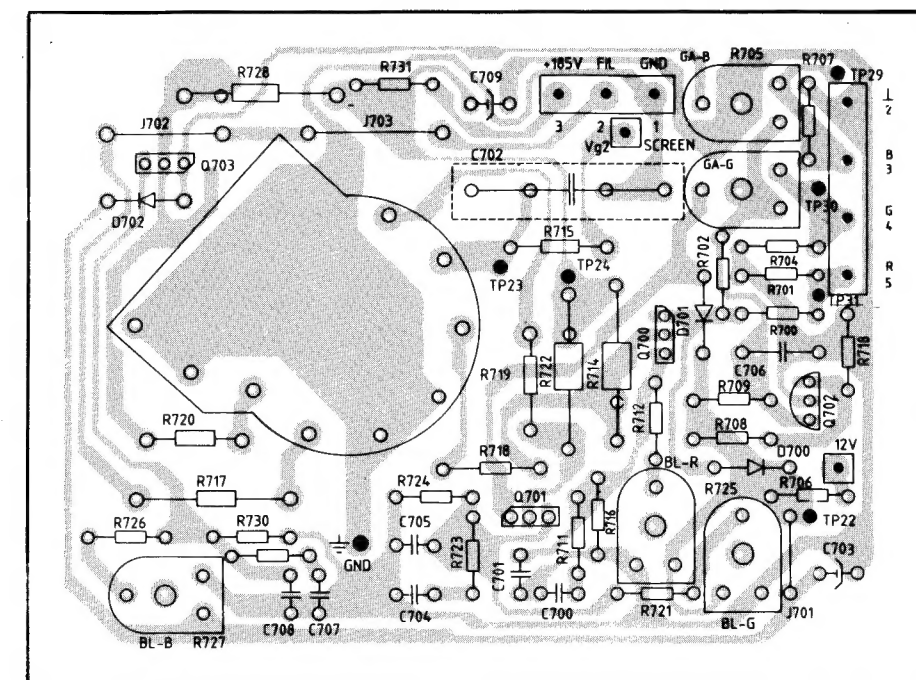 +185V FIL GND GA-B R705 R707
R728 R731 C709 TP29
1 2
J702 J703 3 2 1
Vg2 SCREEN
Q703 C702 GA-G B 3
D702 TP30 G 4
R715 R702 R704
TP23 TP24 R701 R 5
TP31
Q700 D701 R700 R718
R719 R722 R714 C706
R712 R709 Q702
R720 R708
R718 BL-R D700 12V
R717 R724 R725 R706
Q701 TP22
R726 R730 C705 R723 R711 R716
GND C701 C703
C704 C700 R721 J701
C708 C707 BL-G
BL-B R727